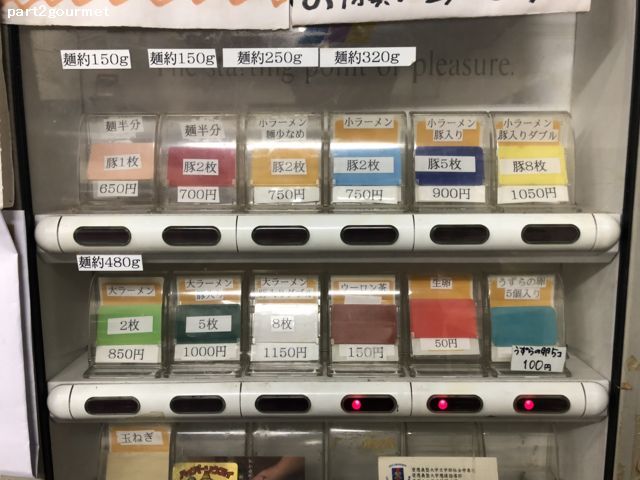 part2gourmet
麺約150g 麺約150g 麺約250g 麺約320g
The starting point of pleasure.
麺半分 麺半分 小ラーメン 小ラーメン 小ラーメン 小ラーメン
麺少なめ 豚入り 豚入りダブル
豚1枚 豚2枚 豚2枚 豚2枚 豚5枚 豚8枚
650円 700円 750円 750円 900円 1050円
麺約480g
大ラーメン 大ラーメン 大ラーメン ウーロン茶 生卵 うずらの卵
豚入り 5個入り
2枚 5枚 8枚
850円 1000円 1150円 150円 50円 うずらの卵5コ
100円
玉ねぎ